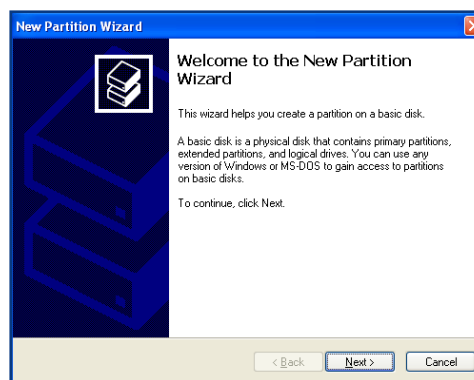 New Partition Wizard
Welcome to the New Partition
Wizard
This wizard helps you create a partition on a basic disk.
A basic disk is a physical disk that contains primary partitions,
extended partitions, and logical drives. You can use any
version of Windows or MS-DOS to gain access to partitions
on basic disks.
To continue, click Next.
< Back Next > Cancel